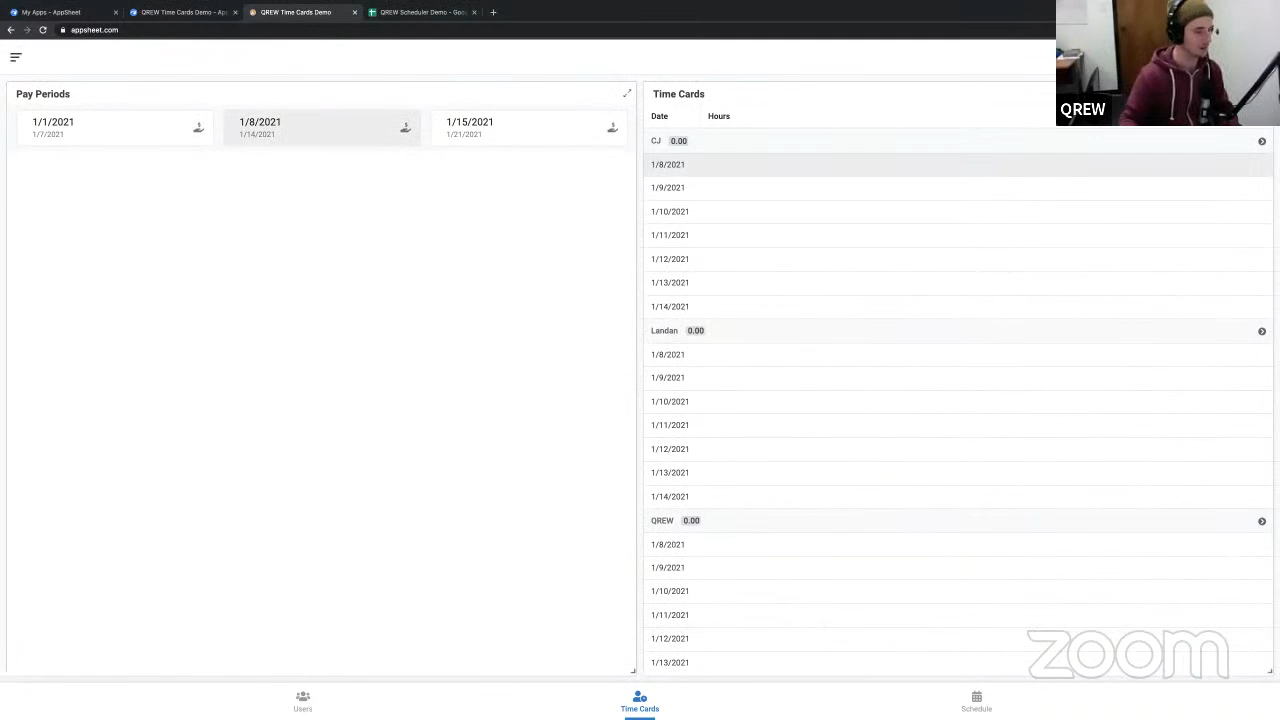 My Apps - AppSheet
QREW Time Cards Demo - Ap
QREW Time Cards Demo
QREW Scheduler Demo - Goo
appsheet.com
QREW
Pay Periods
1/1/2021
1/7/2021
1/8/2021
1/14/2021
1/15/2021
1/21/2021
Time Cards
Date Hours
CJ 0.00
1/8/2021
1/9/2021
1/10/2021
1/11/2021
1/12/2021
1/13/2021
1/14/2021
Landan 0.00
1/8/2021
1/9/2021
1/10/2021
1/11/2021
1/12/2021
1/13/2021
1/14/2021
QREW 0.00
1/8/2021
1/9/2021
1/10/2021
1/11/2021
1/12/2021
1/13/2021
zoom
Users
Time Cards
Schedule